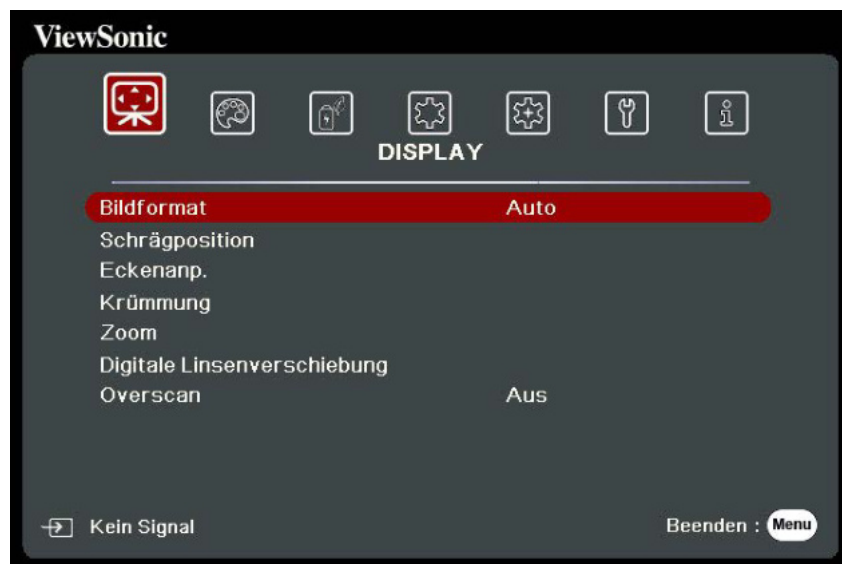 ViewSonic
DISPLAY
Bildformat Auto
Schrägposition
Eckenanp.
Krümmung
Zoom
Digitale Linsenverschiebung
Overscan Aus
Kein Signal Beenden : Menu